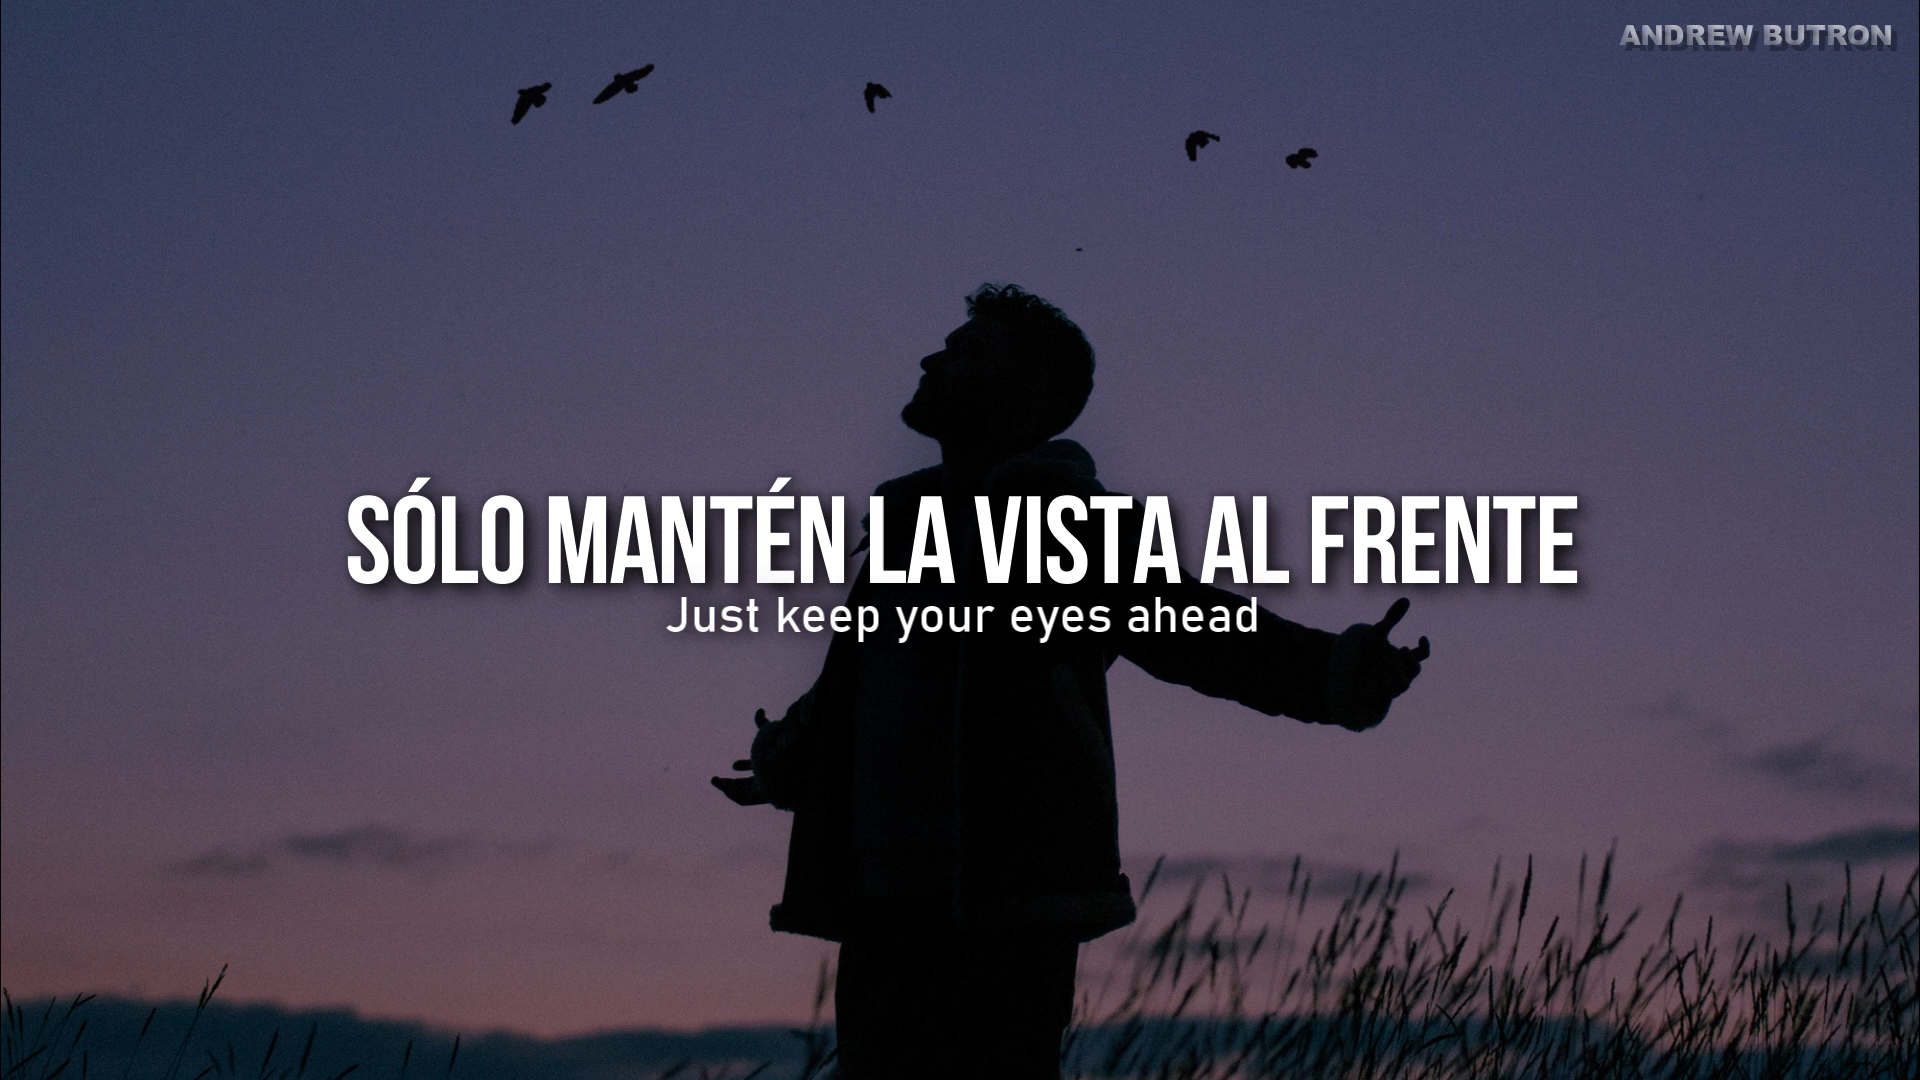 ANDREW BUTRON
SÓLO MANTÉN LA VISTA AL FRENTE
Just keep your eyes ahead